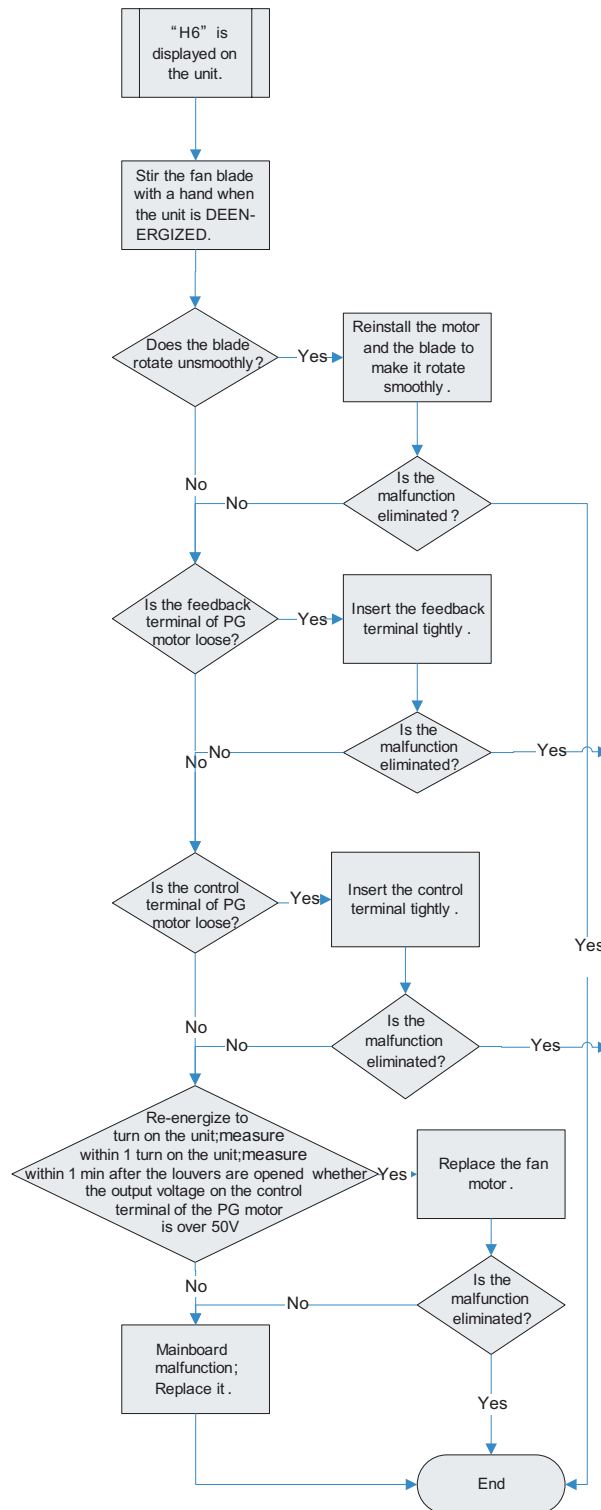 “H6” is
displayed on
the unit.
Stir the fan blade
with a hand when
the unit is DEEN-
ERGIZED.
Does the blade
rotate unsmoothly?
Yes
Reinstall the motor
and the blade to
make it rotate
smoothly .
No
No
Is the
malfunction
eliminated ?
Is the feedback
terminal of PG
motor loose?
Yes
Insert the feedback
terminal tightly .
No
No
Is the
malfunction
eliminated?
Yes
Is the control
terminal of PG
motor loose?
Yes
Insert the control
terminal tightly .
Yes
No
No
Is the
malfunction
eliminated?
Yes
Re-energize to
turn on the unit;measure
within 1 turn on the unit;measure
within 1 min after the louvers are opened whether
the output voltage on the control
terminal of the PG motor
is over 50V
Yes
Replace the fan
motor .
No
No
Is the
malfunction
eliminated?
Mainboard
malfunction;
Replace it .
Yes
End